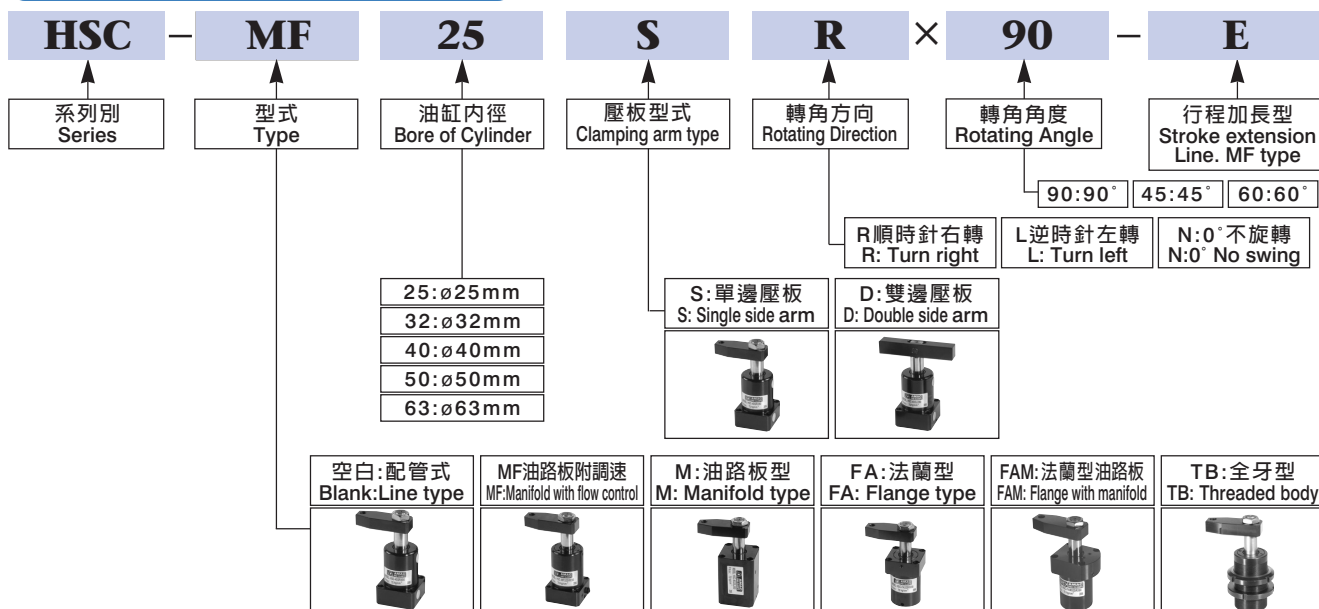 HSC – MF 25 S R × 90 – E
系列別
Series
型式
Type
油缸内徑
Bore of Cylinder
壓板型式
Clamping arm type
轉角方向
Rotating Direction
轉角角度
Rotating Angle
行程加長型
Stroke extension
Line. MF type
90:90°
45:45°
60:60°
R順時針右轉
R: Turn right
L逆時針左轉
L: Turn left
N:0°不旋轉
N:0° No swing
25:ø25mm
32:ø32mm
40:ø40mm
50:ø50mm
63:ø63mm
S:單邊壓板
S: Single side arm
D:雙邊壓板
D: Double side arm
空白:配管式
Blank:Line type
MF油路板附調速
MF:Manifold with flow control
M:油路板型
M: Manifold type
FA:法蘭型
FA: Flange type
FAM:法蘭型油路板
FAM: Flange with manifold
TB:全牙型
TB: Threaded body